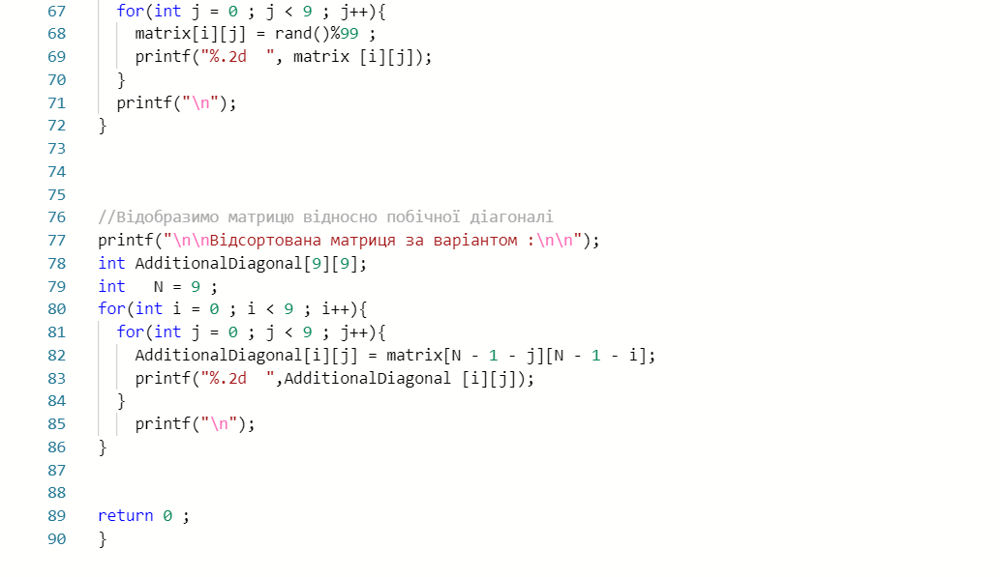 67 for(int j = 0 ; j < 9 ; j++){
68 matrix[i][j] = rand()%99 ;
69 printf("%.2d  ", matrix [i][j]);
70 }
71 printf("\n");
72 }
73
74
75
76 //Відобразимо матрицю відносно побічної діагоналі
77 printf("\n\nВідсортована матриця за варіантом :\n\n");
78 int AdditionalDiagonal[9][9];
79 int   N = 9 ;
80 for(int i = 0 ; i < 9 ; i++){
81 for(int j = 0 ; j < 9 ; j++){
82 AdditionalDiagonal[i][j] = matrix[N - 1 - j][N - 1 - i];
83 printf("%.2d  ",AdditionalDiagonal [i][j]);
84 }
85 printf("\n");
86 }
87
88
89 return 0 ;
90 }